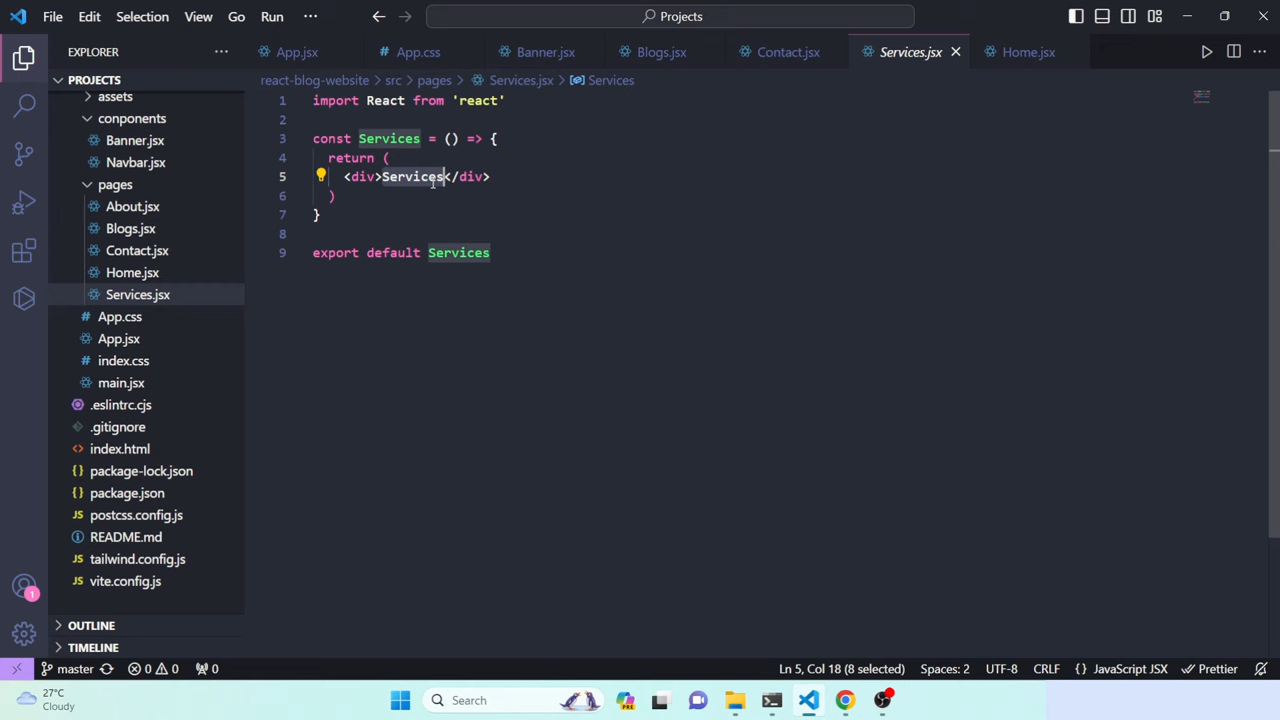 File Edit Selection View Go Run ··· Projects
EXPLORER ···
App.jsx # App.css Banner.jsx Blogs.jsx Contact.jsx Services.jsx Home.jsx ···
PROJECTS
react-blog-website > src > pages > Services.jsx > Services
assets
conponents
Banner.jsx
Navbar.jsx
pages
About.jsx
Blogs.jsx
Contact.jsx
Home.jsx
Services.jsx
# App.css
App.jsx
# index.css
main.jsx
.eslintrc.cjs
.gitignore
<> index.html
{} package-lock.json
{} package.json
JS postcss.config.js
README.md
JS tailwind.config.js
JS vite.config.js
OUTLINE
TIMELINE
1 import React from 'react'
2
3 const Services = () => {
4 return (
5 <div>Services</div>
6 )
7 }
8
9 export default Services
1
master 0 0 0 Ln 5, Col 18 (8 selected) Spaces: 2 UTF-8 CRLF {} JavaScript JSX Prettier
27°C
Cloudy
Search
PRE